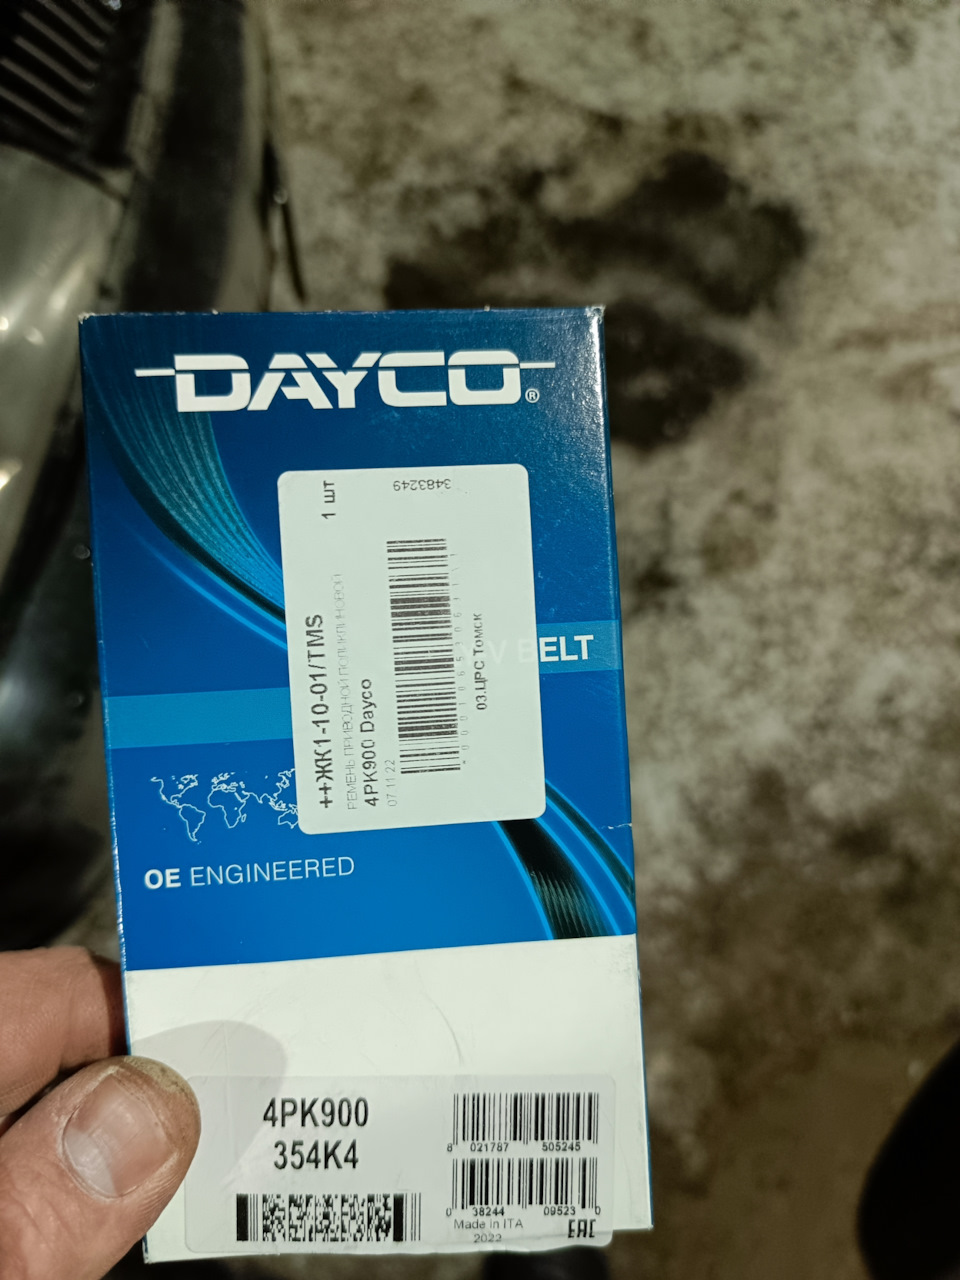 DAYCO®
1 шт
3483249
++ЖК1-10-01/TMS
РЕМЕНЬ ПРИВОДНОЙ ПОЛИКЛИНОВОЙ
4PK900 Dayco
07.11.22
03.ЦРС Томск
V BELT
OE ENGINEERED
4PK900
354K4
8 021787 505245
0 38244 09523 0
Made in ITA
2022
EAC